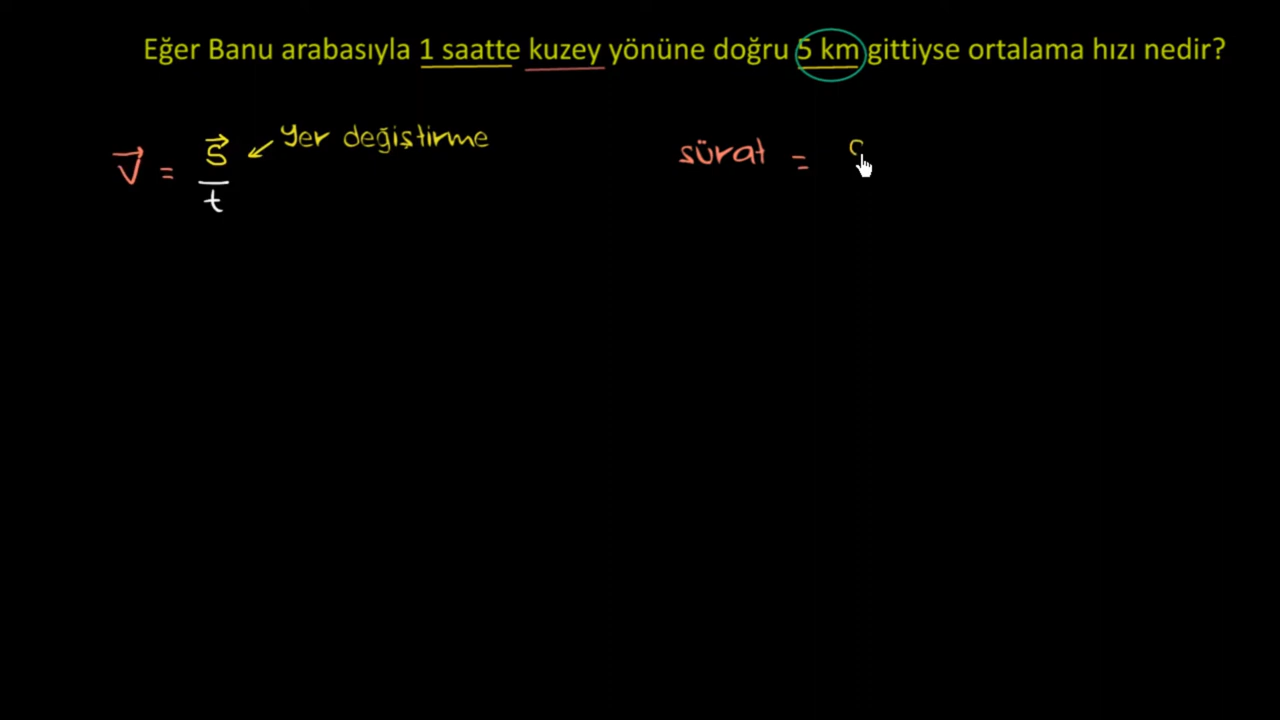 Eğer Banu arabasıyla 1 saatte kuzey yönüne doğru 5 km gittiyse ortalama hızı nedir?
V = S / t
Yer değiştirme
sürat =